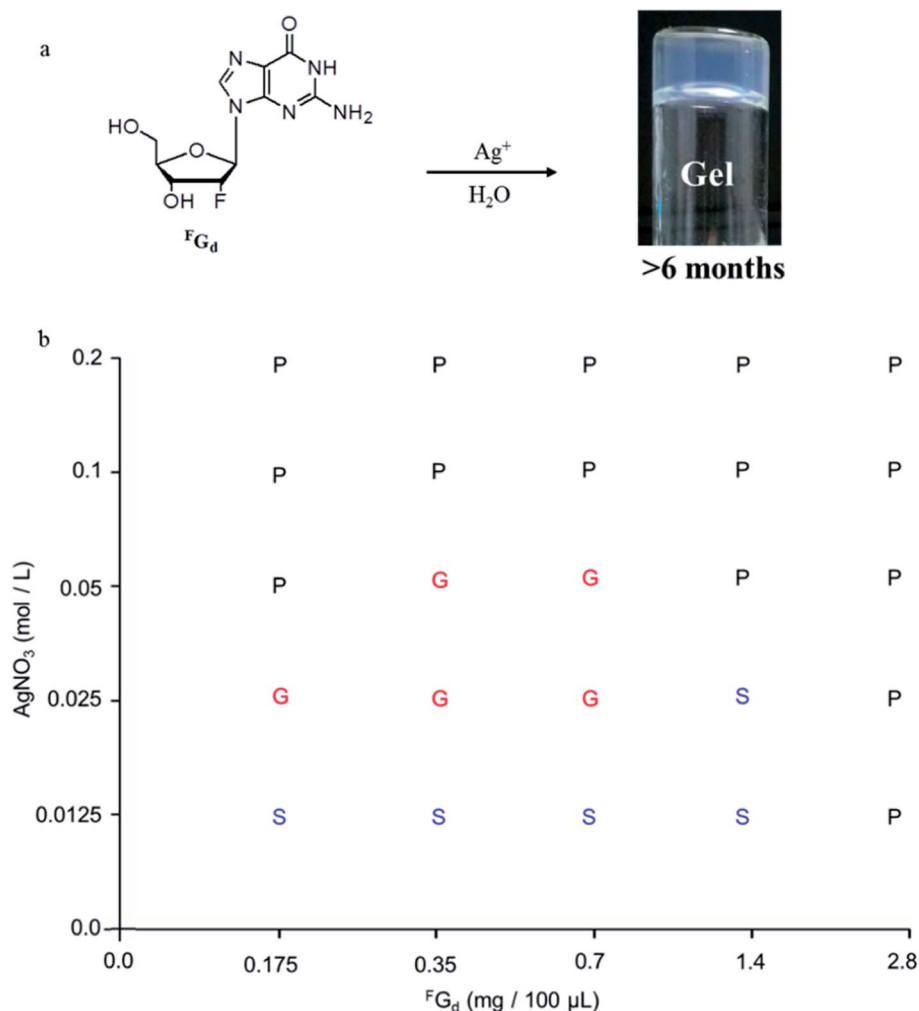 a
O
N
NH
N
N
NH₂
HO
O
OH
F
ᶠG_d
Ag⁺
H₂O
Gel
>6 months
b
AgNO₃ (mol / L)
0.2 P P P P P
0.1 P P P P P
0.05 P G G P P
0.025 G G G S P
0.0125 S S S S P
0.0
0.0 0.175 0.35 0.7 1.4 2.8
ᶠG_d (mg / 100 µL)